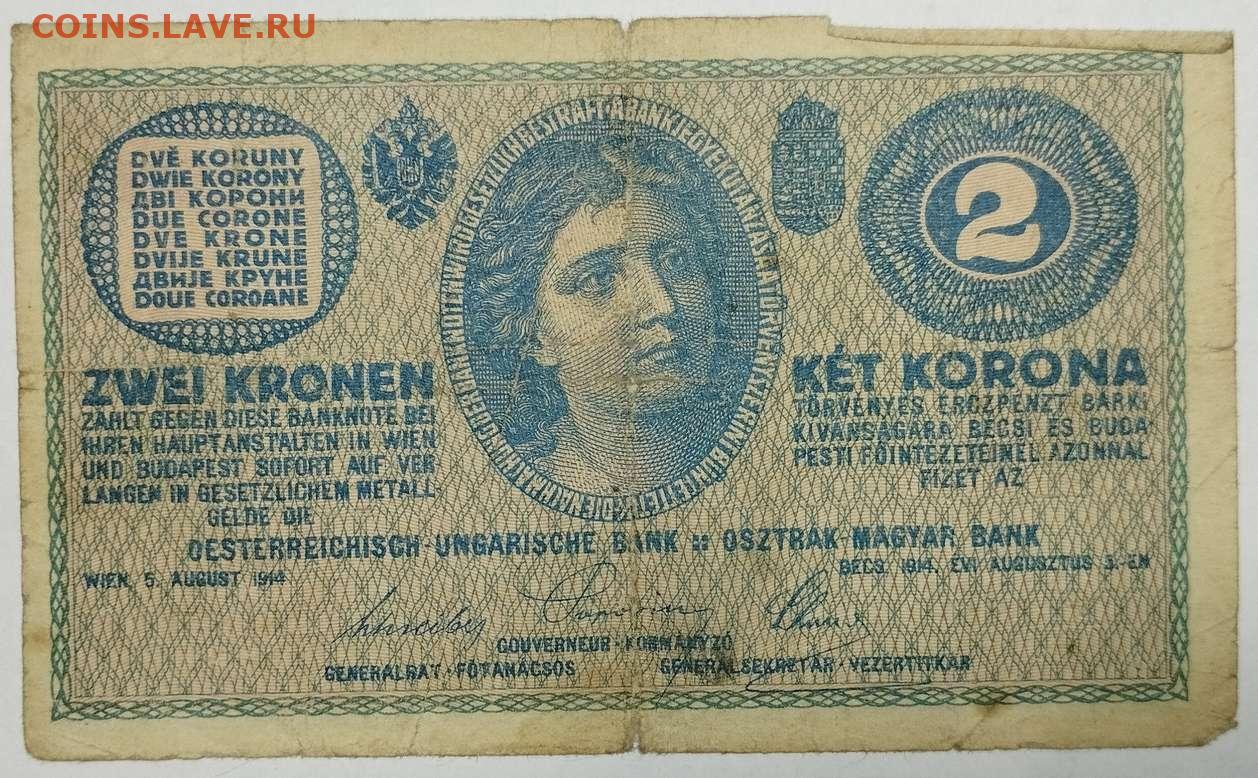 COINS.LAVE.RU
DVĚ KORUNY
DWIE KORONY
ДВІ КОРОНИ
DUE CORONE
DVE KRONE
DVIJE KRUNE
ДВИЈЕ КРУНЕ
DOUE COROANE
2
ZWEI KRONEN
ZAHLT GEGEN DIESE BANKNOTE BEI
IHREN HAUPTANSTALTEN IN WIEN
UND BUDAPEST SOFORT AUF VER
LANGEN IN GESETZLICHEM METALL-
GELDE DIE
KÉT KORONA
TÖRVÉNYES ÉRCZPÉNZT BÁRKI
KIVÁNSÁGÁRA BÉCSI ÉS BUDA-
PESTI FŐINTÉZETEINÉL AZONNAL
FIZET AZ
OESTERREICHISCH-UNGARISCHE BANK :: OSZTRÁK-MAGYAR BANK
WIEN, 5. AUGUST 1914
BÉCS, 1914. ÉVI AUGUSZTUS 5.-ÉN
GOUVERNEUR - KORMÁNYZÓ
GENERALRAT - FŐTANÁCSOS
GENERALSEKRETÄR - VEZÉRTITKÁR